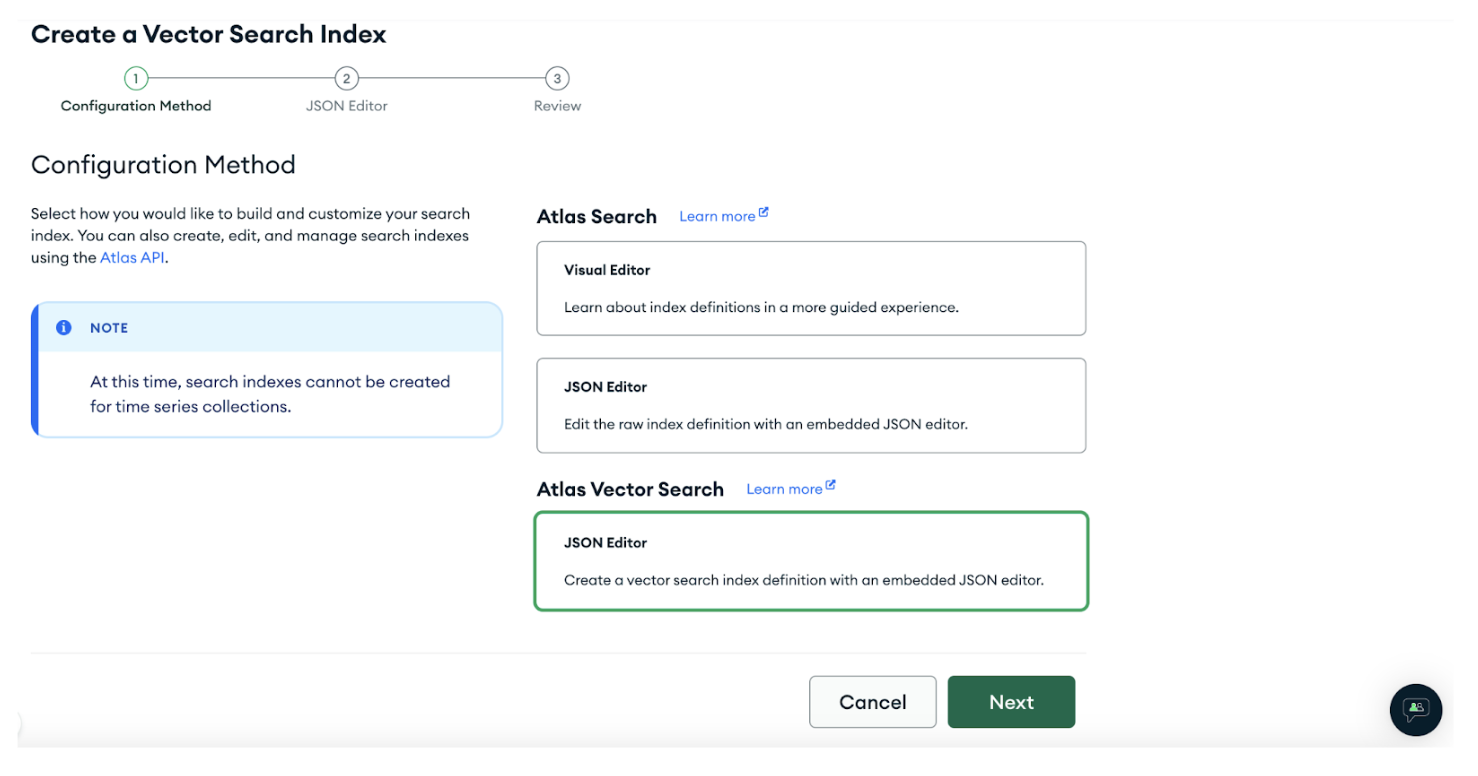 Create a Vector Search Index
1
2
3
Configuration Method
JSON Editor
Review
Configuration Method
Select how you would like to build and customize your search
index. You can also create, edit, and manage search indexes
using the Atlas API.
NOTE
At this time, search indexes cannot be created
for time series collections.
Atlas Search Learn more
Visual Editor
Learn about index definitions in a more guided experience.
JSON Editor
Edit the raw index definition with an embedded JSON editor.
Atlas Vector Search Learn more
JSON Editor
Create a vector search index definition with an embedded JSON editor.
Cancel
Next